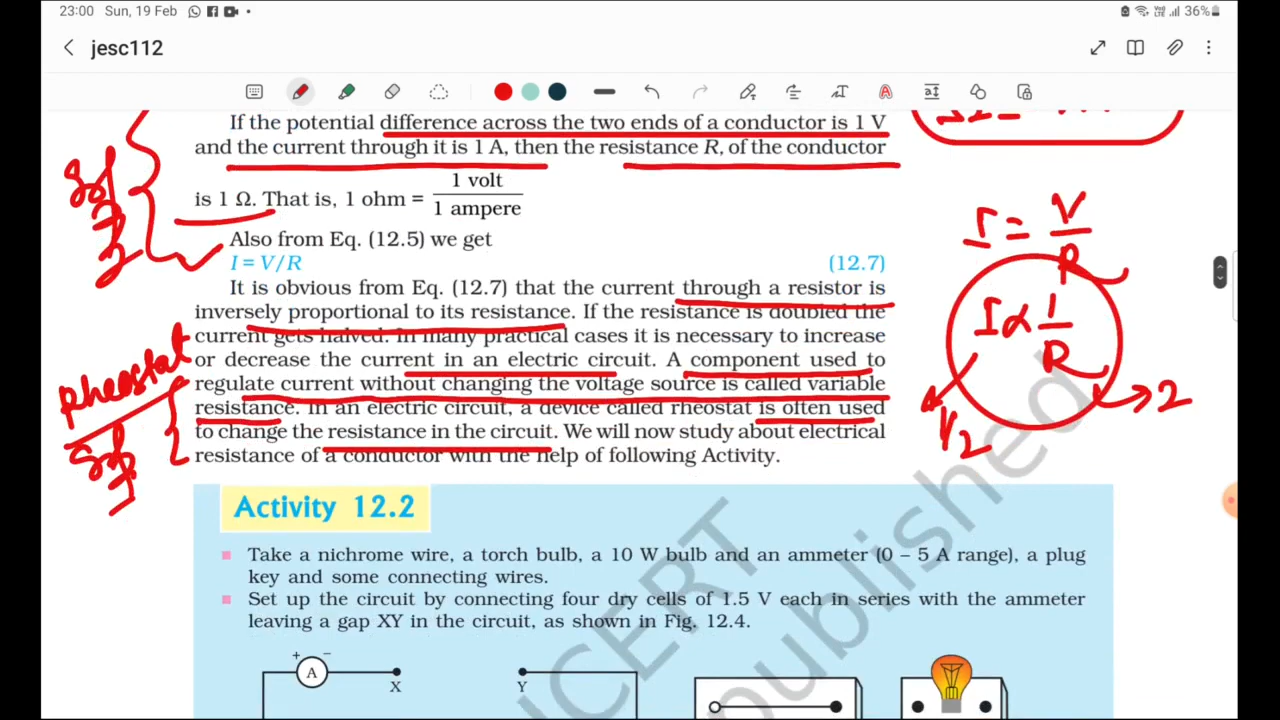 23:00 Sun, 19 Feb
36%
jesc112
If the potential difference across the two ends of a conductor is 1 V
and the current through it is 1 A, then the resistance R, of the conductor
is 1 Ω. That is, 1 ohm = 1 volt / 1 ampere
Also from Eq. (12.5) we get
I = V/R (12.7)
It is obvious from Eq. (12.7) that the current through a resistor is
inversely proportional to its resistance. If the resistance is doubled the
current gets halved. In many practical cases it is necessary to increase
or decrease the current in an electric circuit. A component used to
regulate current without changing the voltage source is called variable
resistance. In an electric circuit, a device called rheostat is often used
to change the resistance in the circuit. We will now study about electrical
resistance of a conductor with the help of following Activity.
Rheostat
I = V/R
I ∝ 1/R
2
Activity 12.2
Take a nichrome wire, a torch bulb, a 10 W bulb and an ammeter (0 – 5 A range), a plug
key and some connecting wires.
Set up the circuit by connecting four dry cells of 1.5 V each in series with the ammeter
leaving a gap XY in the circuit, as shown in Fig. 12.4.
+ −
A
X
Y
published